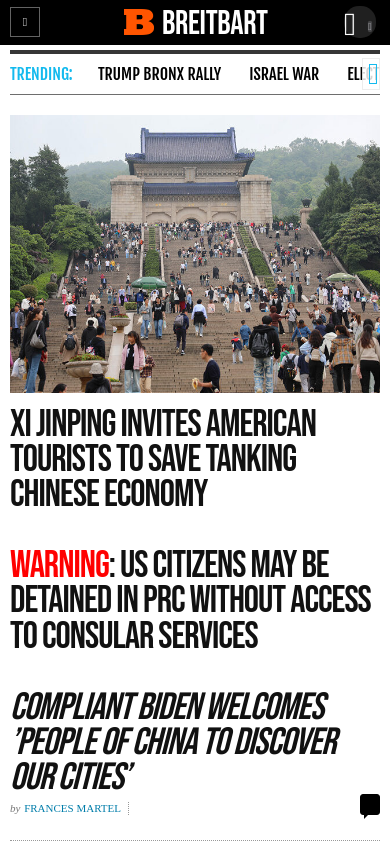 BREITBART
TRENDING: TRUMP BRONX RALLY ISRAEL WAR
XI JINPING INVITES AMERICAN
TOURISTS TO SAVE TANKING
CHINESE ECONOMY
WARNING: US CITIZENS MAY BE
DETAINED IN PRC WITHOUT ACCESS
TO CONSULAR SERVICES
COMPLIANT BIDEN WELCOMES
'PEOPLE OF CHINA TO DISCOVER
OUR CITIES'
by FRANCES MARTEL